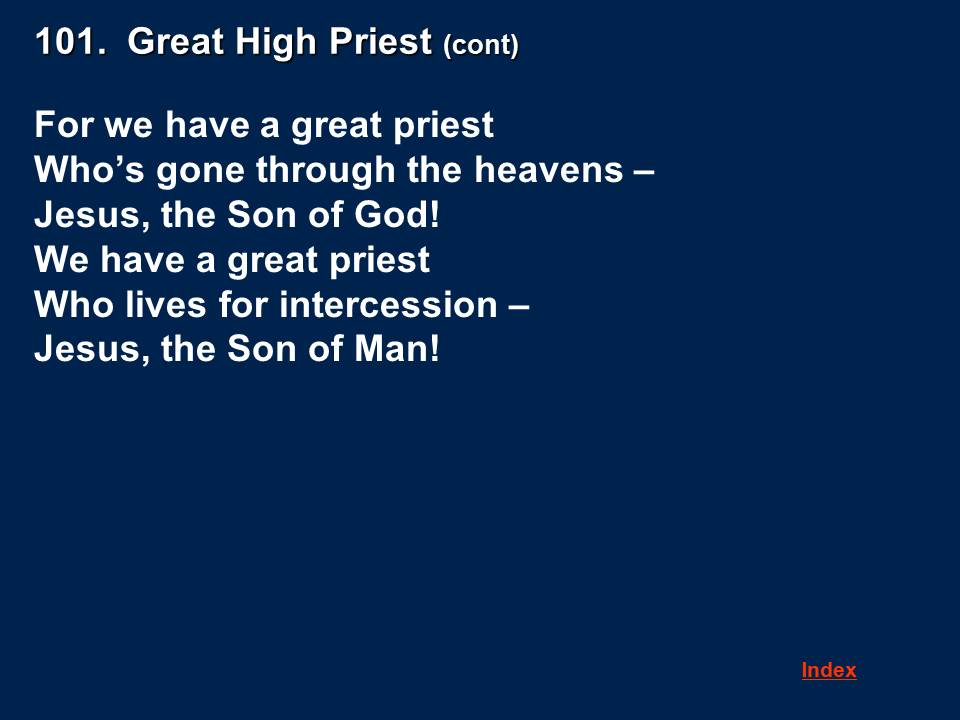 101.  Great High Priest (cont)
For we have a great priest
Who’s gone through the heavens –
Jesus, the Son of God!
We have a great priest
Who lives for intercession –
Jesus, the Son of Man!
Index